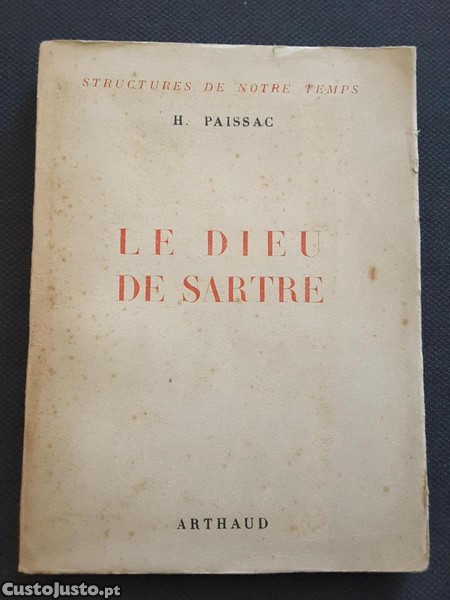 STRUCTURES DE NOTRE TEMPS
H. PAISSAC
LE DIEU
DE SARTRE
ARTHAUD
CustoJusto.pt